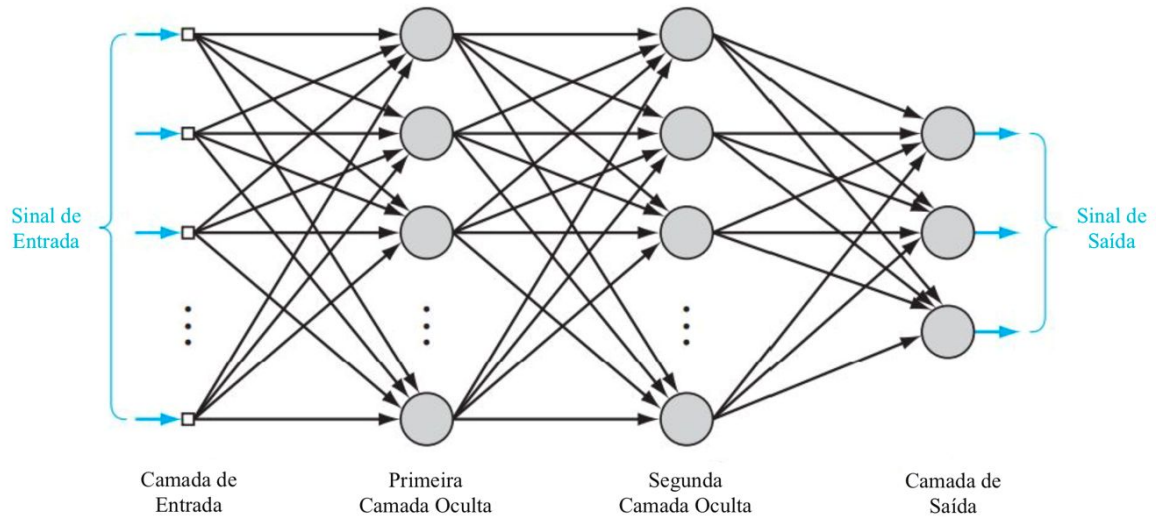 Sinal de
Entrada
Sinal de
Saída
Camada de
Entrada
Primeira
Camada Oculta
Segunda
Camada Oculta
Camada de
Saída